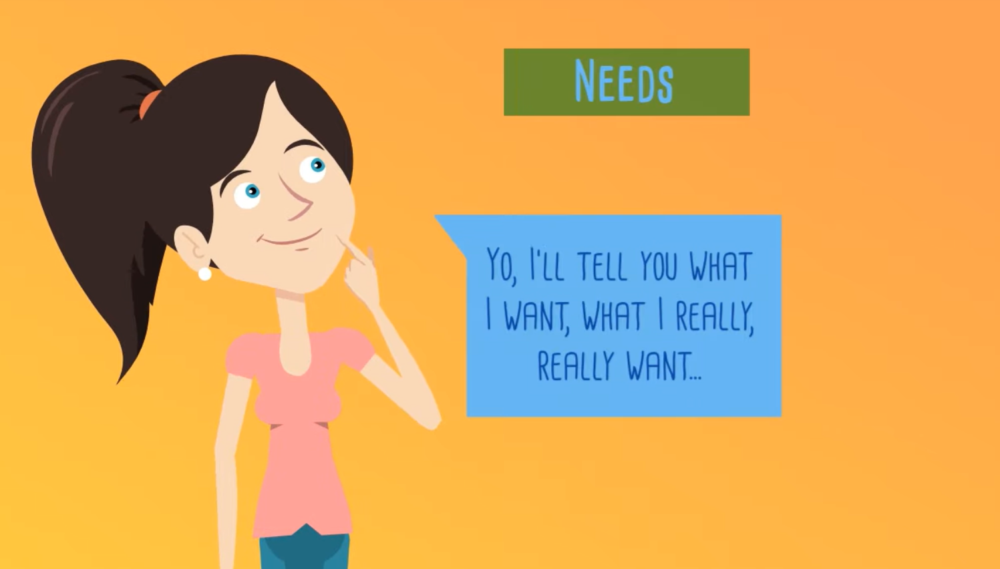 Needs
Yo, I'll tell you what
I want, what I really,
really want...